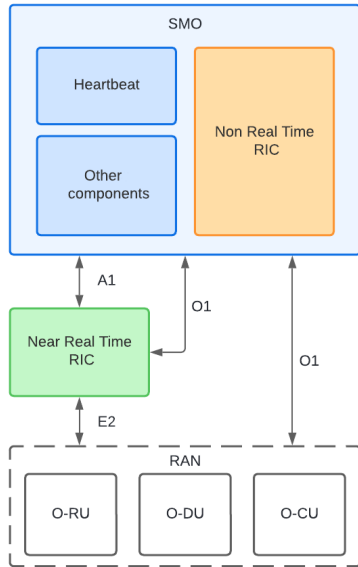 SMO
Heartbeat
Other
components
Non Real Time
RIC
A1
O1
Near Real Time
RIC
O1
E2
RAN
O-RU
O-DU
O-CU